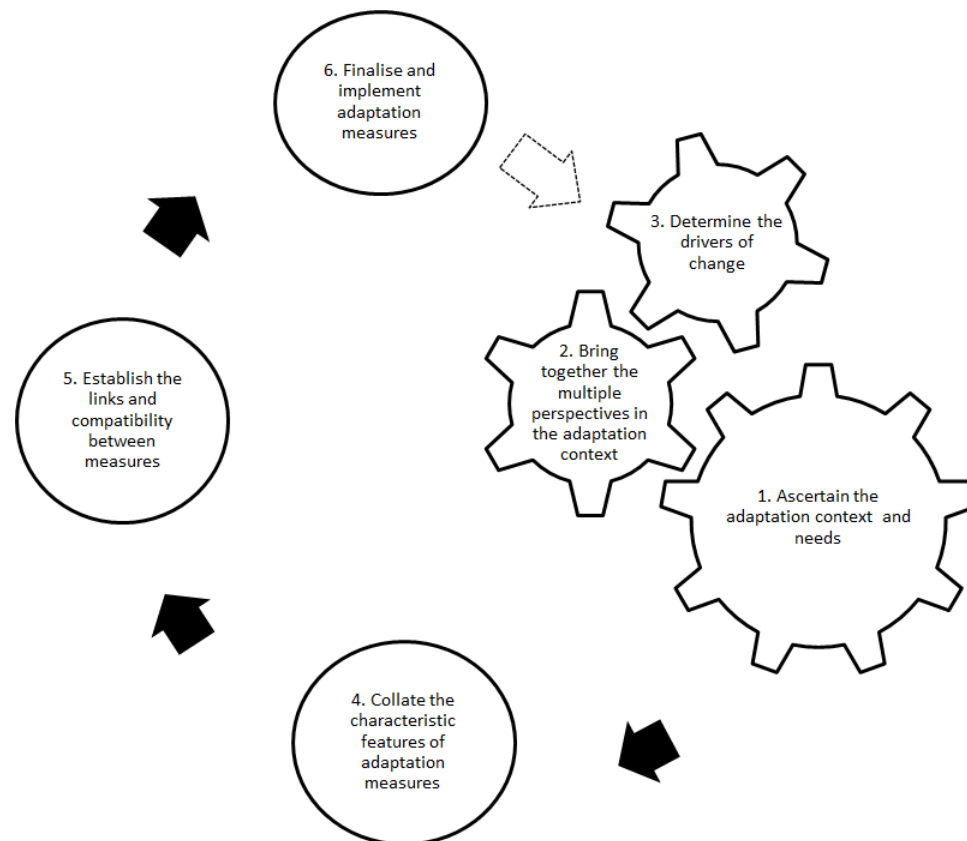 6. Finalise and
implement
adaptation
measures
3. Determine the
drivers of
change
2. Bring
together the
multiple
perspectives in
the adaptation
context
5. Establish the
links and
compatibility
between
measures
1. Ascertain the
adaptation context  and
needs
4. Collate the
characteristic
features of
adaptation
measures